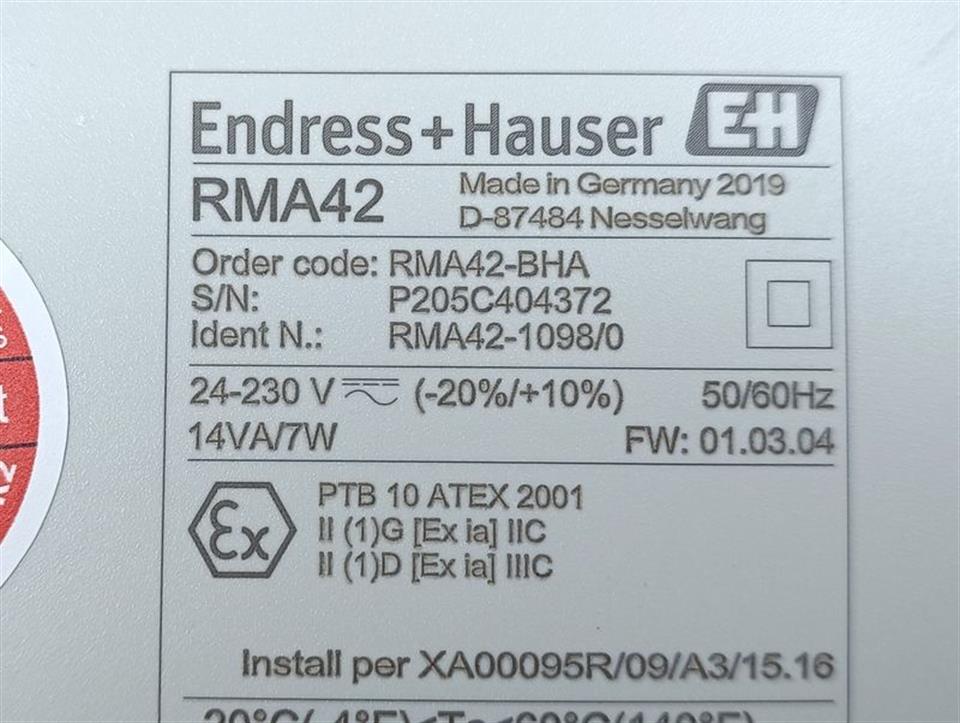 Endress+Hauser EH
RMA42
Made in Germany 2019
D-87484 Nesselwang
Order code: RMA42-BHA
S/N: P205C404372
Ident N.: RMA42-1098/0
24-230 V (-20%/+10%) 50/60Hz
14VA/7W FW: 01.03.04
Ex PTB 10 ATEX 2001
II (1)G [Ex ia] IIC
II (1)D [Ex ia] IIIC
Install per XA00095R/09/A3/15.16